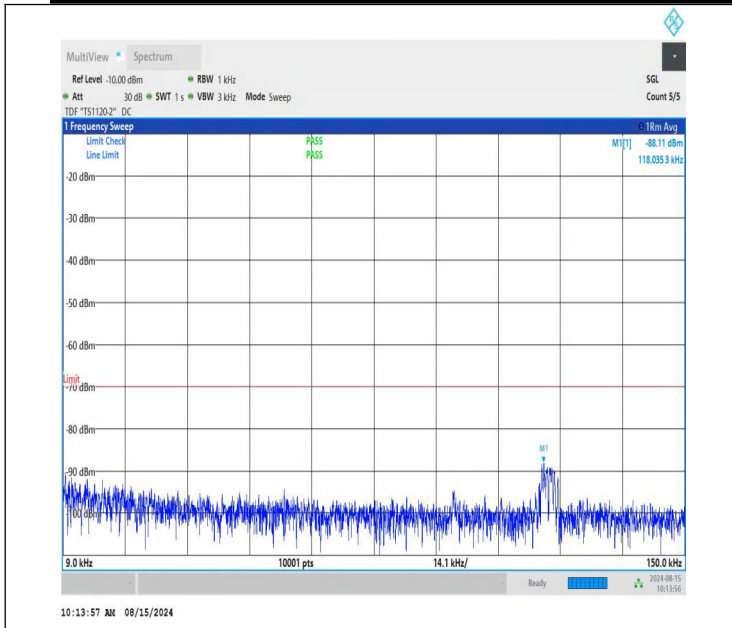 R S
MultiView Spectrum
Ref Level -10.00 dBm RBW 1 kHz SGL
Att 30 dB SWT 1 s VBW 3 kHz Mode Sweep Count 5/5
TDF "TS1120-2" DC
1 Frequency Sweep 1Rm Avg
Limit Check PASS M1[1] -88.11 dBm
Line Limit PASS 118.035 3 kHz
-20 dBm
-30 dBm
-40 dBm
-50 dBm
-60 dBm
Limit
-70 dBm
-80 dBm
M1
-90 dBm
-100 dBm
9.0 kHz 10001 pts 14.1 kHz/ 150.0 kHz
Ready 2024-08-15
10:13:56
10:13:57 AM 08/15/2024